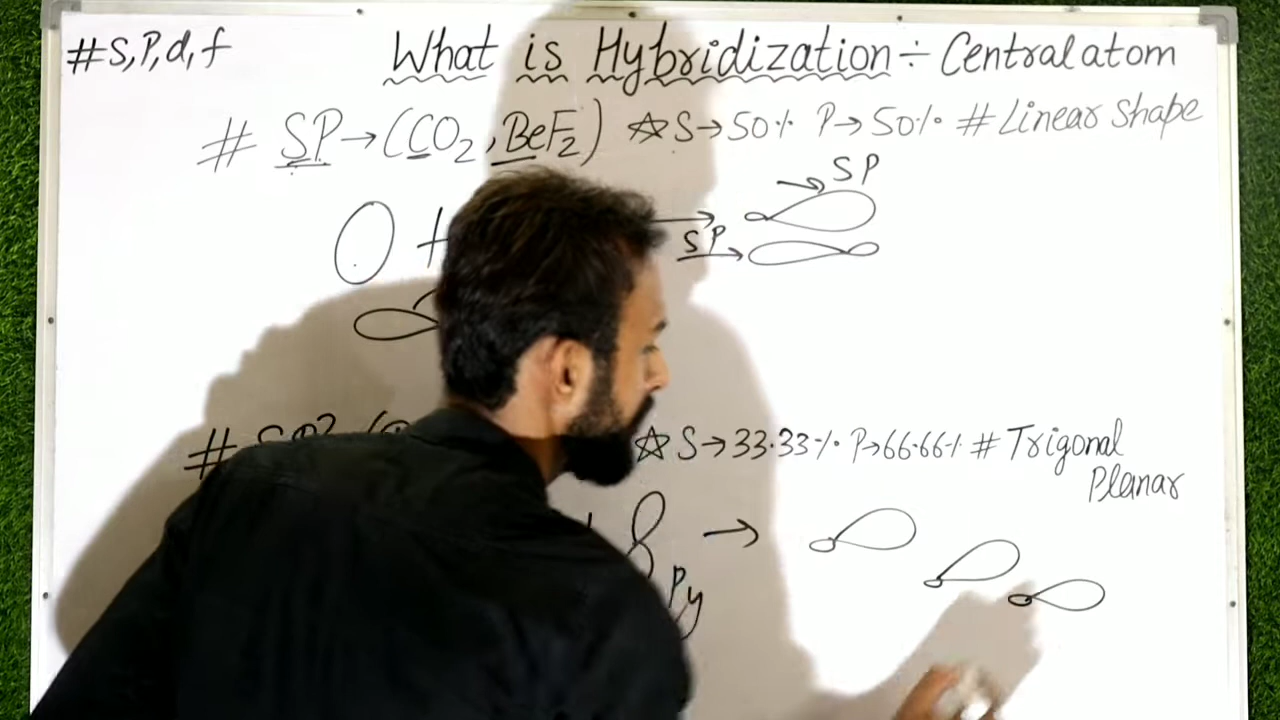 #S,P,d,f What is Hybridization ÷ Central atom
# SP→(CO₂, BeF₂) ☆ S→50% P→50% # Linear Shape
SP
+
SP
# SP² ☆ S→33.33% P→66.66% # Trigonal
Planar
→
Py